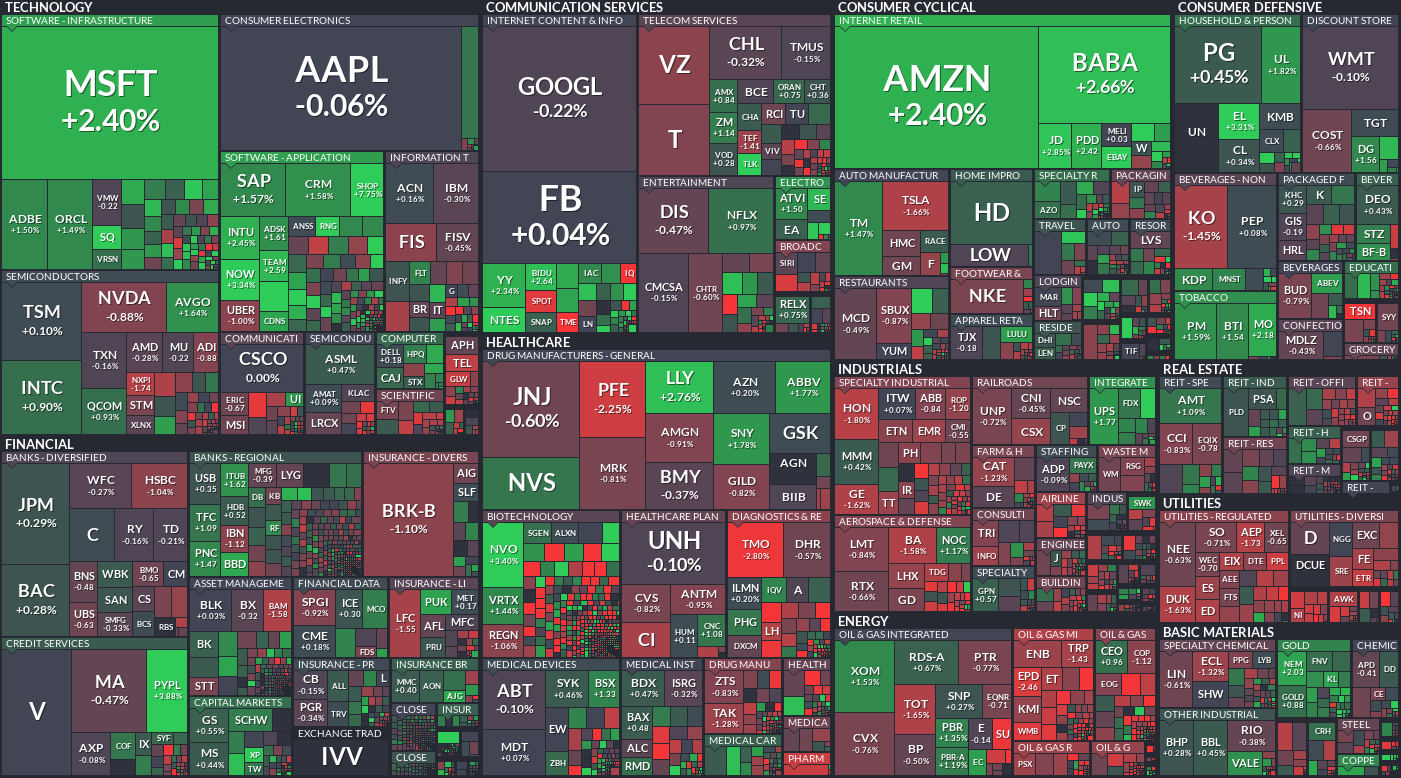 TECHNOLOGY
SOFTWARE - INFRASTRUCTURE
MSFT
+2.40%
ADBE
+1.50%
ORCL
+1.49%
VMW
-0.22
SQ
VRSN
CONSUMER ELECTRONICS
AAPL
-0.06%
SOFTWARE - APPLICATION
SAP
+1.57%
CRM
+1.58%
SHOP
+7.75%
INTU
+2.45%
ADSK
+1.61
ANSS
RNG
NOW
+3.34%
TEAM
+2.59
UBER
-1.00%
CDNS
INFORMATION T
ACN
+0.16%
IBM
-0.30%
FIS
FISV
-0.45%
INFY
FLT
G
BR
IT
SEMICONDUCTORS
TSM
+0.10%
NVDA
-0.88%
AVGO
+1.64%
INTC
+0.90%
TXN
-0.16%
AMD
-0.28%
MU
-0.22
ADI
-0.88
QCOM
+0.93%
NXPI
-1.74
STM
XLNX
COMMUNICATI
CSCO
0.00%
ERIC
-0.67
UI
MSI
SEMICONDU
ASML
+0.47%
AMAT
+0.09%
KLAC
LRCX
COMPUTER
DELL
+0.18
HPQ
CAJ
STX
SCIENTIFIC
FTV
APH
TEL
GLW
FINANCIAL
BANKS - DIVERSIFIED
JPM
+0.29%
WFC
-0.27%
HSBC
-1.04%
C
RY
-0.16%
TD
-0.21%
BAC
+0.28%
BNS
-0.48
WBK
BMO
-0.65
CM
SAN
CS
UBS
-0.63
SMFG
-0.33%
BCS
RBS
BANKS - REGIONAL
USB
+0.35
ITUB
+1.62
MFG
-0.39
LYG
HDB
+0.52
DB
KB
TFC
+1.09
IBN
-1.12
RF
PNC
+1.47
BBD
INSURANCE - DIVERS
BRK-B
-1.10%
AIG
SLF
CREDIT SERVICES
V
MA
-0.47%
PYPL
+3.88%
AXP
-0.08%
COF
IX
SYF
ASSET MANAGEME
BLK
+0.03%
BX
-0.32
BAM
-1.58
BK
STT
CAPITAL MARKETS
GS
+0.55%
SCHW
MS
+0.44%
XP
TW
FINANCIAL DATA
SPGI
-0.92%
ICE
+0.30
MCO
CME
+0.18%
FDS
INSURANCE - LI
LFC
-1.55
PUK
MET
+0.17
AFL
MFC
PRU
INSURANCE - PR
CB
-0.15%
ALL
L
PGR
-0.34%
TRV
INSURANCE BR
MMC
+0.40
AON
AJG
EXCHANGE TRAD
IVV
CLOSE
INSUR
CLOSE
COMMUNICATION SERVICES
INTERNET CONTENT & INFO
GOOGL
-0.22%
FB
+0.04%
YY
+2.34%
BIDU
+2.64
IAC
IQ
SPOT
NTES
SNAP
TME
LN
TELECOM SERVICES
VZ
CHL
-0.32%
TMUS
-0.15%
T
AMX
+0.84
BCE
ORAN
+0.75
CHT
+0.36
ZM
+1.14
CHA
RCI
TU
TEF
-1.41
VOD
+0.28
VIV
TLK
ENTERTAINMENT
DIS
-0.47%
NFLX
+0.97%
CMCSA
-0.15%
CHTR
-0.60%
ELECTRO
ATVI
+1.50
SE
EA
BROADC
SIRI
RELX
+0.75%
HEALTHCARE
DRUG MANUFACTURERS - GENERAL
JNJ
-0.60%
PFE
-2.25%
LLY
+2.76%
AZN
+0.20%
ABBV
+1.77%
NVS
MRK
-0.81%
AMGN
-0.91%
SNY
+1.78%
GSK
BMY
-0.37%
GILD
-0.82%
AGN
BIIB
BIOTECHNOLOGY
NVO
+3.40%
SGEN
ALXN
VRTX
+1.44%
REGN
-1.06%
HEALTHCARE PLAN
UNH
-0.10%
CVS
-0.82%
ANTM
-0.95%
CI
HUM
+0.11
CNC
+1.08
DIAGNOSTICS & RE
TMO
-2.80%
DHR
-0.57%
ILMN
+0.20%
IQV
A
PHG
LH
DXCM
MEDICAL DEVICES
ABT
-0.10%
SYK
+0.46%
BSX
+1.33
MDT
+0.07%
EW
ZBH
MEDICAL INST
BDX
+0.47%
ISRG
-0.32%
BAX
+0.48
ALC
RMD
DRUG MANU
ZTS
-0.83%
TAK
-1.28%
MEDICAL CAR
HEALTH
MEDICA
PHARM
CONSUMER CYCLICAL
INTERNET RETAIL
AMZN
+2.40%
BABA
+2.66%
JD
+2.85%
PDD
+2.42
MELI
+0.03
W
EBAY
AUTO MANUFACTUR
TM
+1.47%
TSLA
-1.66%
HMC
RACE
GM
F
HOME IMPRO
HD
LOW
SPECIALTY R
AZO
PACKAGIN
IP
TRAVEL
AUTO
RESOR
LVS
RESTAURANTS
MCD
-0.49%
SBUX
-0.87%
YUM
FOOTWEAR &
NKE
APPAREL RETA
TJX
-0.18
LULU
LODGIN
MAR
HLT
RESIDE
DHI
LEN
TIF
CONSUMER DEFENSIVE
HOUSEHOLD & PERSON
PG
+0.45%
UL
+1.82%
UN
EL
+3.31%
KMB
CL
+0.34%
CLX
DISCOUNT STORE
WMT
-0.10%
COST
-0.66%
TGT
DG
+1.56
BEVERAGES - NON
KO
-1.45%
PEP
+0.08%
KDP
MNST
PACKAGED F
KHC
+0.29
K
GIS
-0.19
HRL
BEVER
DEO
+0.43%
STZ
BF-B
TOBACCO
PM
+1.59%
BTI
+1.54
MO
+2.18
BEVERAGES
BUD
-0.79%
ABEV
EDUCATI
TSN
SYY
CONFECTIO
MDLZ
-0.43%
GROCERY
INDUSTRIALS
SPECIALTY INDUSTRIAL
HON
-1.80%
ITW
+0.07%
ABB
-0.84
ROP
-1.20
ETN
EMR
CMI
-0.55
MMM
+0.42%
PH
GE
-1.62%
TT
IR
RAILROADS
UNP
-0.72%
CNI
-0.45%
NSC
CSX
CP
INTEGRATE
UPS
+1.77
FDX
FARM & H
CAT
-1.23%
DE
STAFFING
ADP
-0.09%
PAYX
WASTE M
WM
RSG
AEROSPACE & DEFENSE
LMT
-0.84%
BA
-1.58%
NOC
+1.17%
RTX
-0.66%
LHX
TDG
GD
CONSULTI
TRI
INFO
SPECIALTY
GPN
+0.57
AIRLINE
INDUS
SWK
ENGINEE
J
BUILDIN
REAL ESTATE
REIT - SPE
AMT
+1.09%
CCI
-0.83%
EQIX
-0.78
REIT - IND
PLD
PSA
REIT - RES
REIT - OFFI
REIT - H
REIT - M
REIT -
O
CSGP
REIT -
UTILITIES
UTILITIES - REGULATED
NEE
-0.63%
SO
-0.71%
AEP
-1.73
XEL
-0.65
WEC
-0.70
EIX
DTE
PPL
DUK
-1.63%
ES
AEE
FTS
ED
UTILITIES - DIVERSI
D
NGG
EXC
DCUE
SRE
FE
ETR
NI
AWK
ENERGY
OIL & GAS INTEGRATED
XOM
+1.53%
RDS-A
+0.67%
PTR
-0.77%
CVX
-0.76%
TOT
-1.65%
SNP
+0.27%
EQNR
-0.71
PBR
+1.35%
E
-0.14
SU
BP
-0.50%
PBR-A
+1.19%
EC
OIL & GAS MI
ENB
TRP
-1.43
EPD
-2.46
ET
KMI
WMB
OIL & GAS
CEO
+0.96
COP
-1.12
EOG
OIL & GAS R
PSX
OIL & G
BASIC MATERIALS
SPECIALTY CHEMICAL
LIN
-0.61%
ECL
-1.32%
PPG
LYB
SHW
GOLD
NEM
+2.03
FNV
KL
GOLD
+0.88
CHEMIC
APD
-0.41
DD
CE
OTHER INDUSTRIAL
BHP
+0.28%
BBL
+0.45%
RIO
-0.38%
VALE
CRH
STEEL
COPPE